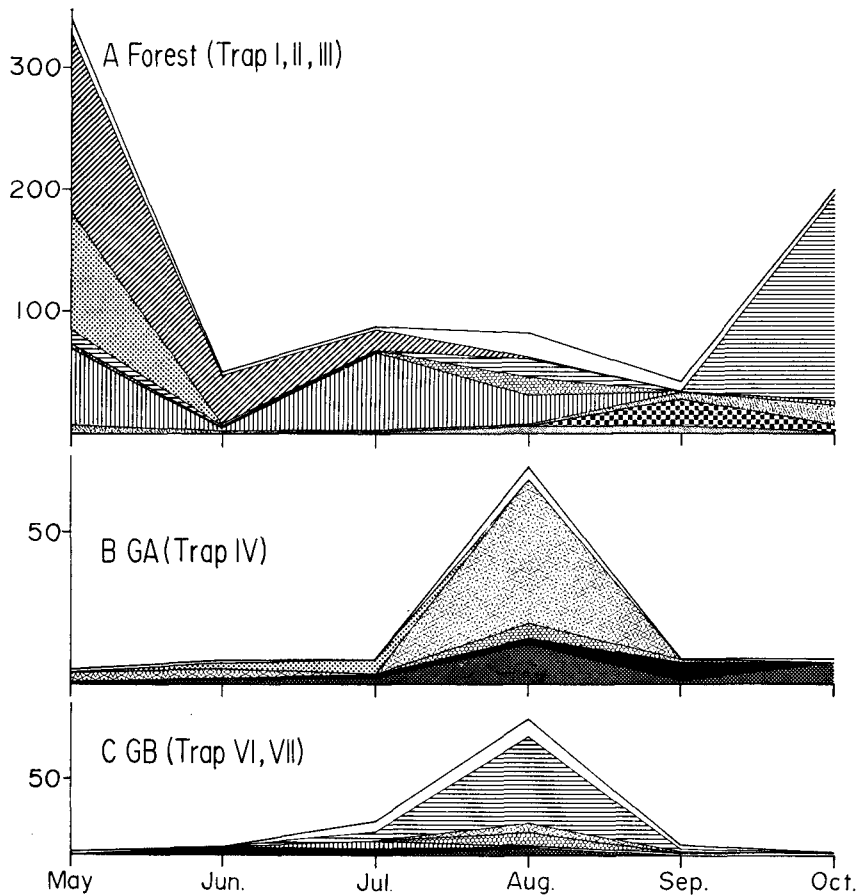 A Forest (Trap I, II, III)
300
200
100
B GA (Trap IV)
50
C GB (Trap VI, VII)
50
May Jun. Jul. Aug. Sep. Oct.